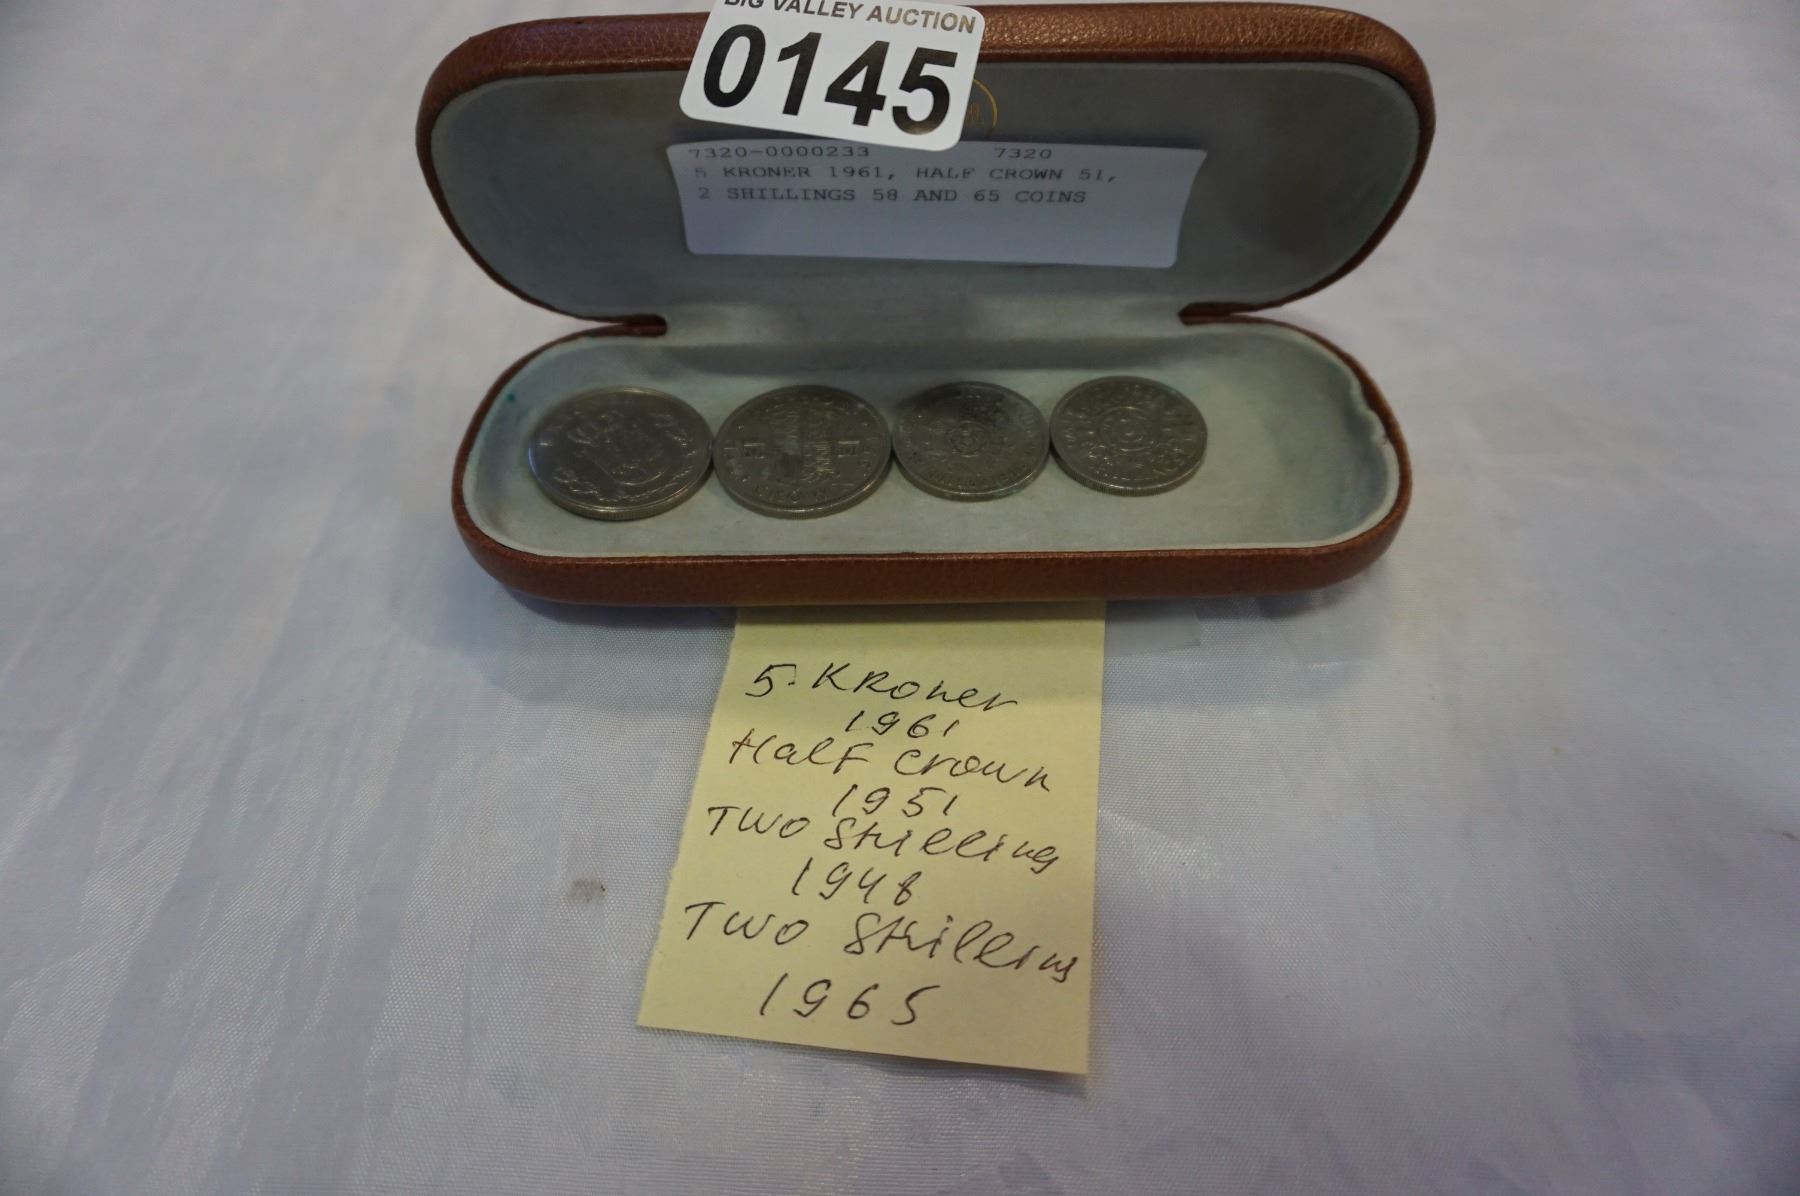 BIG VALLEY AUCTION
0145
7320-0000233 7320
5 KRONER 1961, HALF CROWN 51,
2 SHILLINGS 58 AND 65 COINS
5. KRoner
1961
Half crown
1951
Two Shilling
1948
Two Shilling
1965